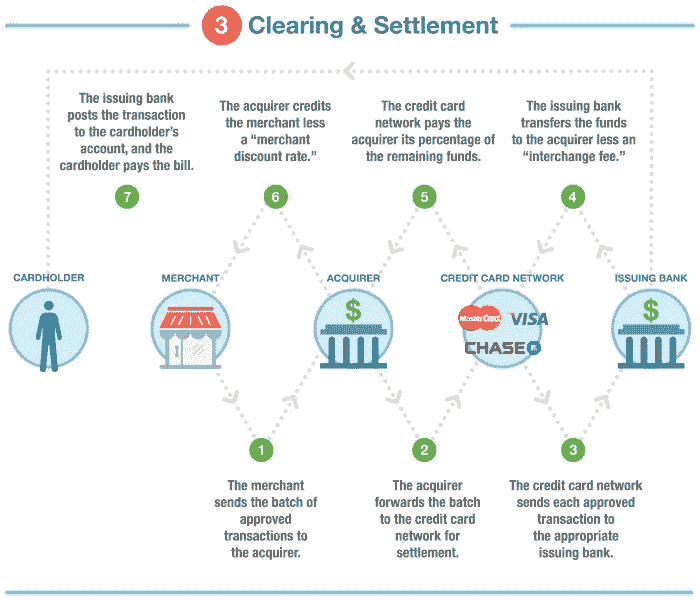 3 Clearing & Settlement
The issuing bank
posts the transaction
to the cardholder's
account, and the
cardholder pays the bill.
7
The acquirer credits
the merchant less
a “merchant
discount rate.”
6
The credit card
network pays the
acquirer its percentage
of the remaining funds.
5
The issuing bank
transfers the funds
to the acquirer less an
“interchange fee.”
4
CARDHOLDER
MERCHANT
ACQUIRER
$
CREDIT CARD NETWORK
MasterCard VISA
CHASE
ISSUING BANK
$
1
The merchant
sends the batch of
approved
transactions to
the acquirer.
2
The acquirer
forwards the batch
to the credit card
network for
settlement.
3
The credit card network
sends each approved
transaction to
the appropriate
issuing bank.